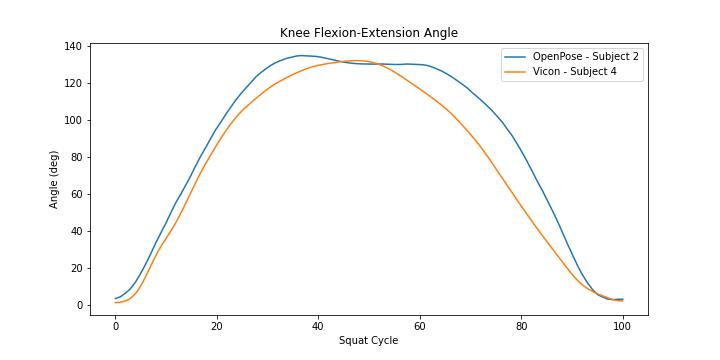 Knee Flexion-Extension Angle
OpenPose - Subject 2
Vicon - Subject 4
140
120
100
80
60
40
20
0
Angle (deg)
0 20 40 60 80 100
Squat Cycle